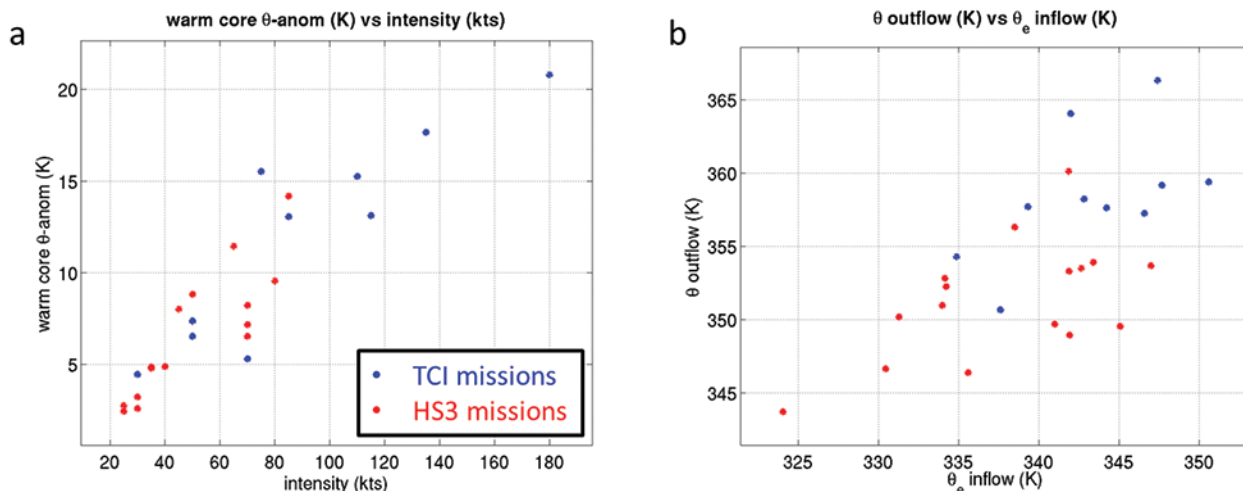 a
warm core θ-anom (K) vs intensity (kts)
warm core θ-anom (K)
20
15
10
5
20 40 60 80 100 120 140 160 180
intensity (kts)
TCI missions
HS3 missions
b
θ outflow (K) vs θe inflow (K)
θ outflow (K)
365
360
355
350
345
325 330 335 340 345 350
θe inflow (K)